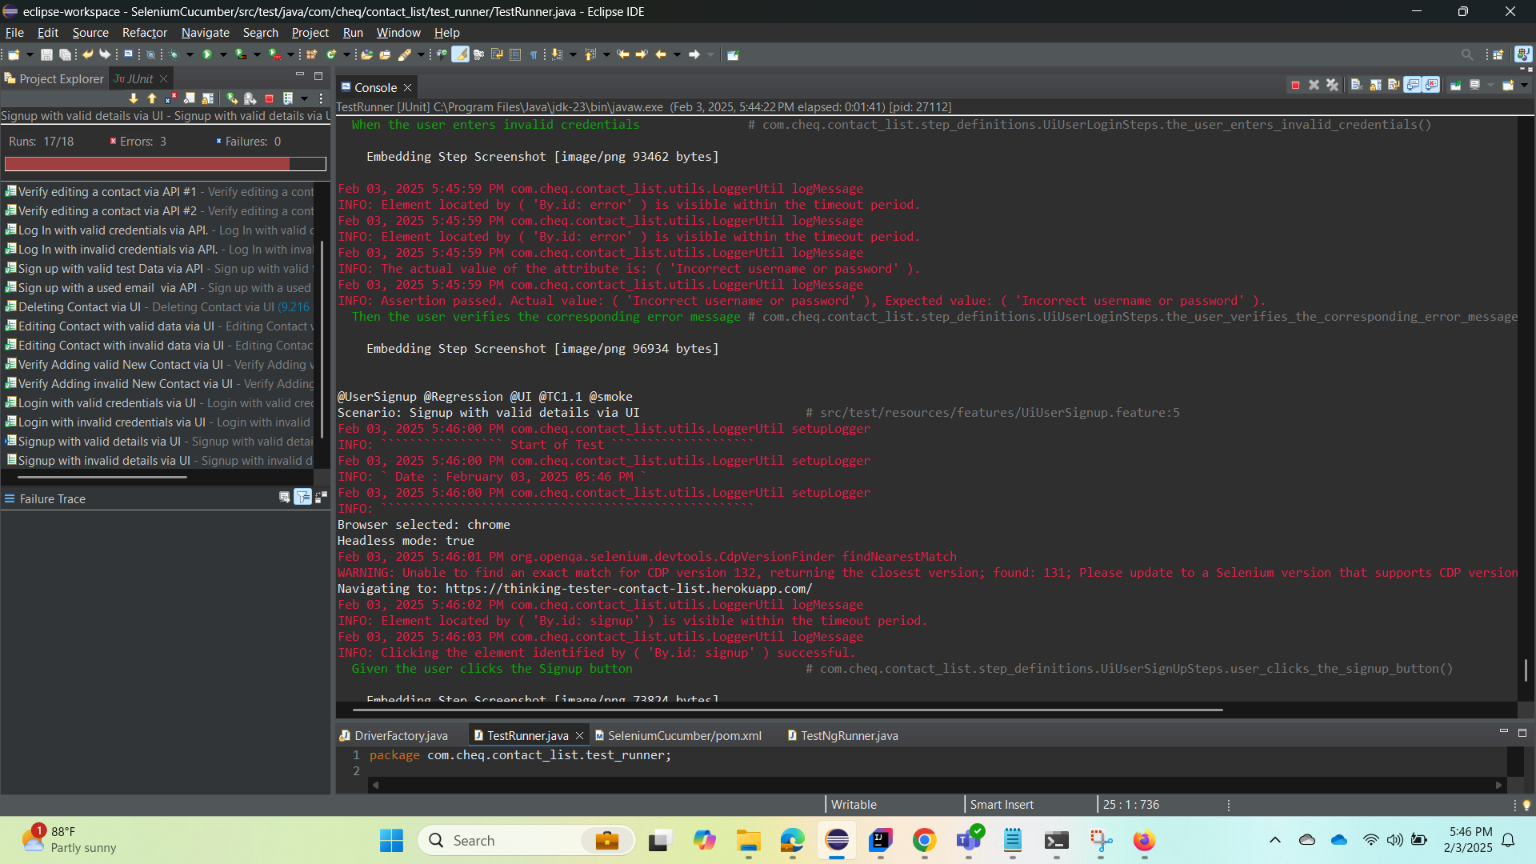 eclipse-workspace - SeleniumCucumber/src/test/java/com/cheq/contact_list/test_runner/TestRunner.java - Eclipse IDE
File Edit Source Refactor Navigate Search Project Run Window Help
Project Explorer JUnit
Signup with valid details via UI - Signup with valid details via U
Runs: 17/18 Errors: 3 Failures: 0
Verify editing a contact via API #1 - Verify editing a cont
Verify editing a contact via API #2 - Verify editing a cont
Log In with valid credentials via API. - Log In with valid c
Log In with invalid credentials via API. - Log In with inva
Sign up with valid test Data via API - Sign up with valid
Sign up with a used email  via API - Sign up with a used
Deleting Contact via UI - Deleting Contact via UI (9.216
Editing Contact with valid data via UI - Editing Contact v
Editing Contact with invalid data via UI - Editing Contac
Verify Adding valid New Contact via UI - Verify Adding v
Verify Adding invalid New Contact via UI - Verify Adding
Login with valid credentials via UI - Login with valid cre
Login with invalid credentials via UI - Login with invalid
Signup with valid details via UI - Signup with valid detai
Signup with invalid details via UI - Signup with invalid d
Failure Trace
Console
TestRunner [JUnit] C:\Program Files\Java\jdk-23\bin\javaw.exe (Feb 3, 2025, 5:44:22 PM elapsed: 0:01:41) [pid: 27112]
When the user enters invalid credentials # com.cheq.contact_list.step_definitions.UiUserLoginSteps.the_user_enters_invalid_credentials()
Embedding Step Screenshot [image/png 93462 bytes]
Feb 03, 2025 5:45:59 PM com.cheq.contact_list.utils.LoggerUtil logMessage
INFO: Element located by ( 'By.id: error' ) is visible within the timeout period.
Feb 03, 2025 5:45:59 PM com.cheq.contact_list.utils.LoggerUtil logMessage
INFO: Element located by ( 'By.id: error' ) is visible within the timeout period.
Feb 03, 2025 5:45:59 PM com.cheq.contact_list.utils.LoggerUtil logMessage
INFO: The actual value of the attribute is: ( 'Incorrect username or password' ).
Feb 03, 2025 5:45:59 PM com.cheq.contact_list.utils.LoggerUtil logMessage
INFO: Assertion passed. Actual value: ( 'Incorrect username or password' ), Expected value: ( 'Incorrect username or password' ).
Then the user verifies the corresponding error message # com.cheq.contact_list.step_definitions.UiUserLoginSteps.the_user_verifies_the_corresponding_error_message
Embedding Step Screenshot [image/png 96934 bytes]
@UserSignup @Regression @UI @TC1.1 @smoke
Scenario: Signup with valid details via UI # src/test/resources/features/UiUserSignup.feature:5
Feb 03, 2025 5:46:00 PM com.cheq.contact_list.utils.LoggerUtil setupLogger
INFO: ```````````````` Start of Test ```````````````````
Feb 03, 2025 5:46:00 PM com.cheq.contact_list.utils.LoggerUtil setupLogger
INFO: ` Date : February 03, 2025 05:46 PM `
Feb 03, 2025 5:46:00 PM com.cheq.contact_list.utils.LoggerUtil setupLogger
INFO: ``````````````````````````````````````````````````
Browser selected: chrome
Headless mode: true
Feb 03, 2025 5:46:01 PM org.openqa.selenium.devtools.CdpVersionFinder findNearestMatch
WARNING: Unable to find an exact match for CDP version 132, returning the closest version; found: 131; Please update to a Selenium version that supports CDP version
Navigating to: https://thinking-tester-contact-list.herokuapp.com/
Feb 03, 2025 5:46:02 PM com.cheq.contact_list.utils.LoggerUtil logMessage
INFO: Element located by ( 'By.id: signup' ) is visible within the timeout period.
Feb 03, 2025 5:46:03 PM com.cheq.contact_list.utils.LoggerUtil logMessage
INFO: Clicking the element identified by ( 'By.id: signup' ) successful.
Given the user clicks the Signup button # com.cheq.contact_list.step_definitions.UiUserSignUpSteps.user_clicks_the_signup_button()
Embedding Step Screenshot [image/png 73824 bytes]
DriverFactory.java TestRunner.java SeleniumCucumber/pom.xml TestNgRunner.java
1 package com.cheq.contact_list.test_runner;
2
Writable Smart Insert 25 : 1 : 736
1 88°F
Partly sunny
Search
5:46 PM
2/3/2025